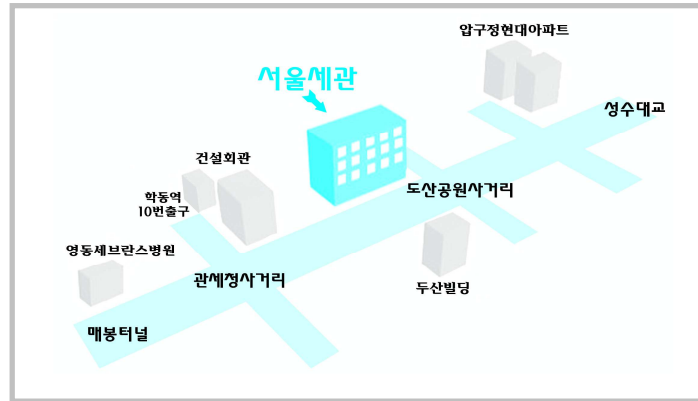 압구정현대아파트
서울세관
성수대교
건설회관
도산공원사거리
학동역
10번출구
영동세브란스병원
관세청사거리
두산빌딩
매봉터널